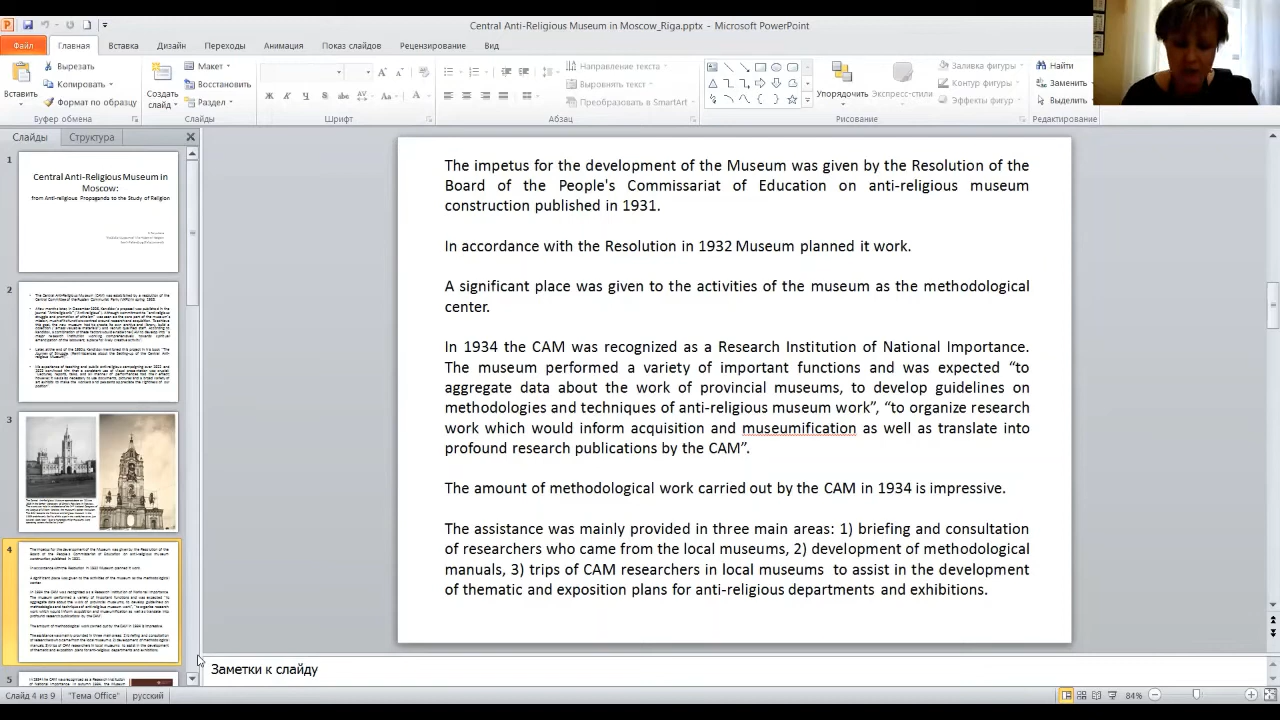 Central Anti-Religious Museum in Moscow_Riga.pptx - Microsoft PowerPoint
Файл Главная Вставка Дизайн Переходы Анимация Показ слайдов Рецензирование Вид
Вставить
Вырезать
Копировать
Формат по образцу
Буфер обмена
Создать слайд
Макет
Восстановить
Раздел
Слайды
Шрифт
Направление текста
Выровнять текст
Преобразовать в SmartArt
Абзац
Упорядочить
Экспресс-стили
Заливка фигуры
Контур фигуры
Эффекты фигур
Рисование
Найти
Заменить
Выделить
Редактирование
Слайды Структура
1
Central Anti-Religious Museum in
Moscow:
from Anti-religious Propaganda to the Study of Religion
2
3
4
5
The impetus for the development of the Museum was given by the Resolution of the
Board of the People's Commissariat of Education on anti-religious museum
construction published in 1931.
In accordance with the Resolution in 1932 Museum planned it work.
A significant place was given to the activities of the museum as the methodological
center.
In 1934 the CAM was recognized as a Research Institution of National Importance.
The museum performed a variety of important functions and was expected “to
aggregate data about the work of provincial museums, to develop guidelines on
methodologies and techniques of anti-religious museum work”, “to organize research
work which would inform acquisition and museumification as well as translate into
profound research publications by the CAM”.
The amount of methodological work carried out by the CAM in 1934 is impressive.
The assistance was mainly provided in three main areas: 1) briefing and consultation
of researchers who came from the local museums, 2) development of methodological
manuals, 3) trips of CAM researchers in local museums to assist in the development
of thematic and exposition plans for anti-religious departments and exhibitions.
Заметки к слайду
Слайд 4 из 9 "Тема Office" русский 84%